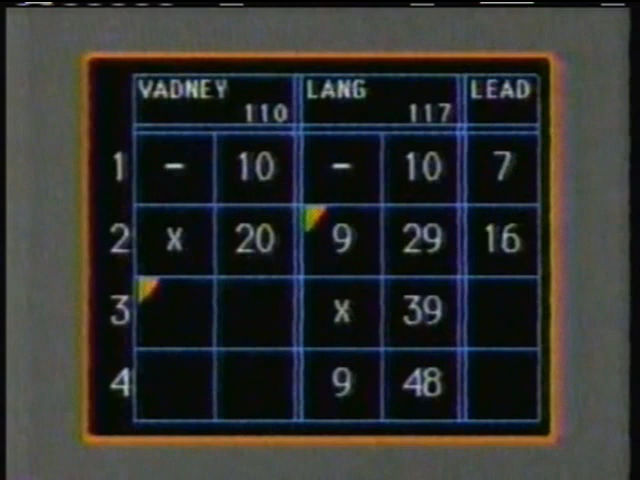 VADNEY LANG LEAD
110 117
1 - 10 - 10 7
2 x 20 9 29 16
3 x 39
4 9 48